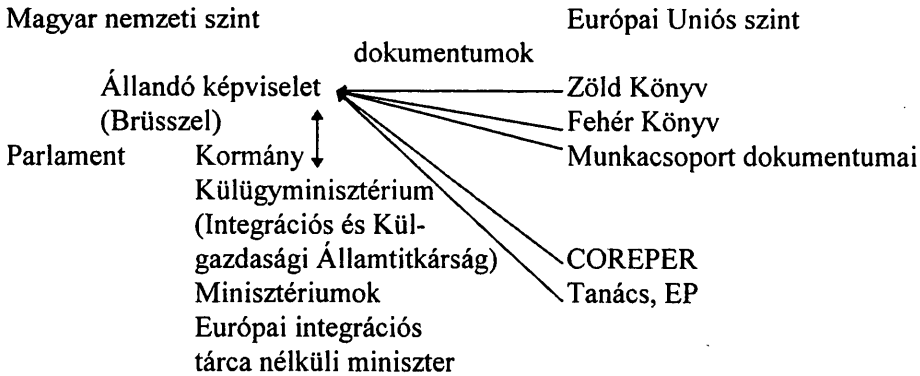 Magyar nemzeti szint Európai Uniós szint
dokumentumok
Állandó képviselet Zöld Könyv
(Brüsszel) Fehér Könyv
Parlament Kormány Munkacsoport dokumentumai
Külügyminisztérium
(Integrációs és Kül-
gazdasági Államtitkárság) COREPER
Minisztériumok Tanács, EP
Európai integrációs
tárca nélküli miniszter